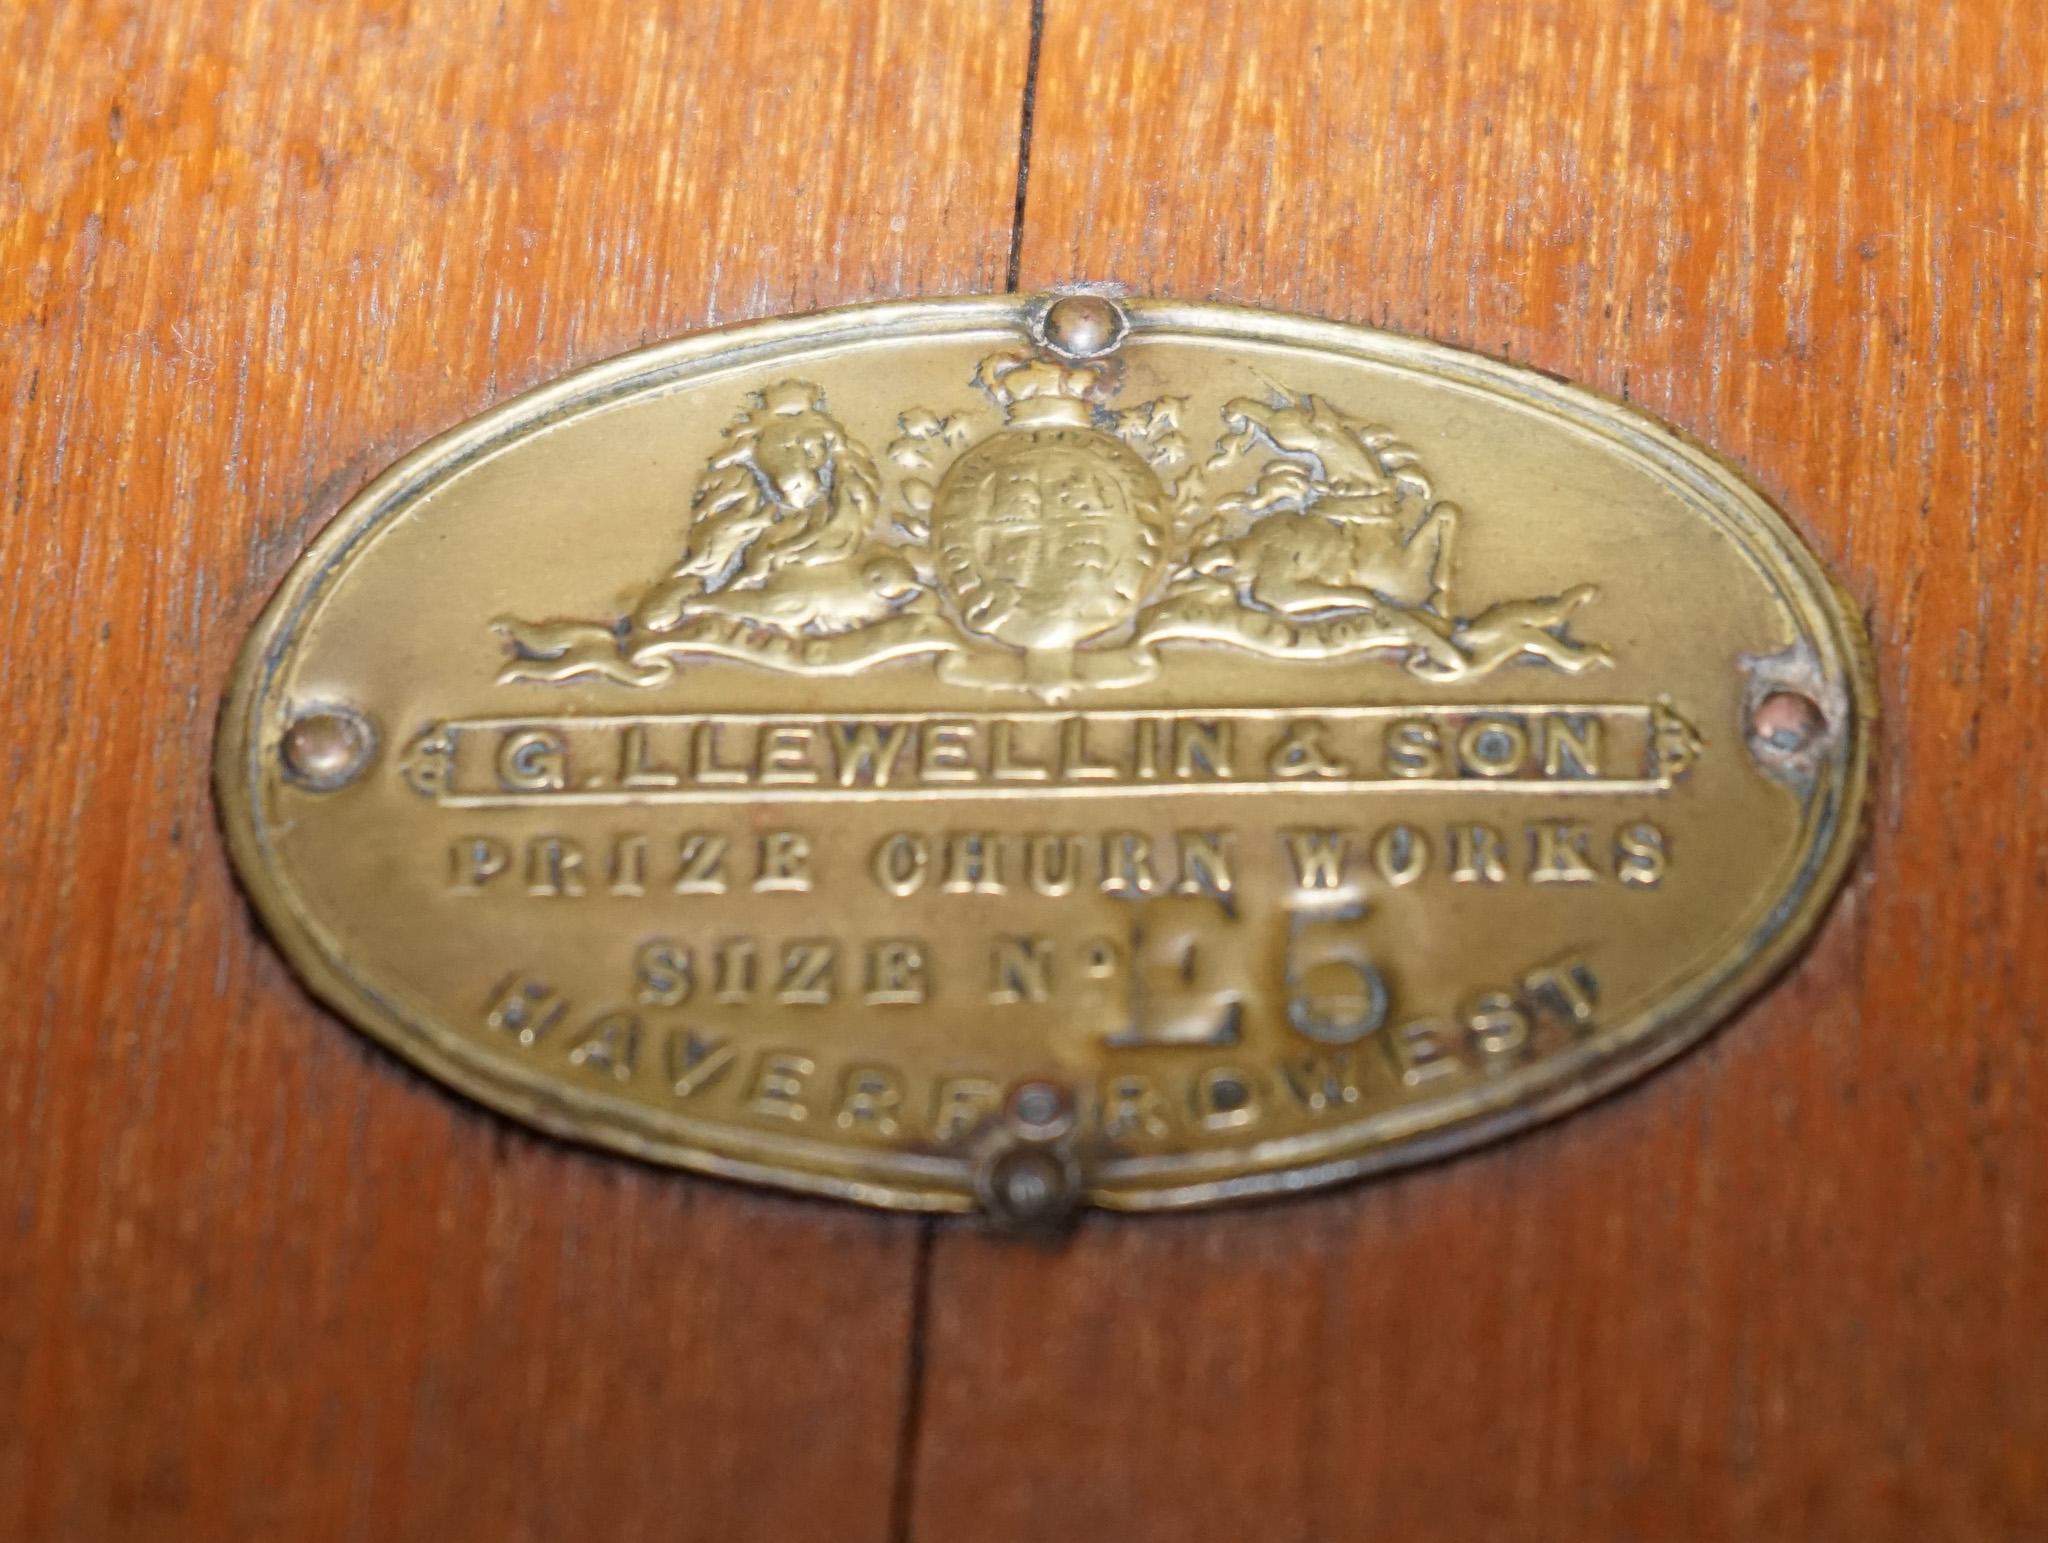 G. LLEWELLIN & SON
PRIZE CHURN WORKS
SIZE No E5
HAVERFORDWEST